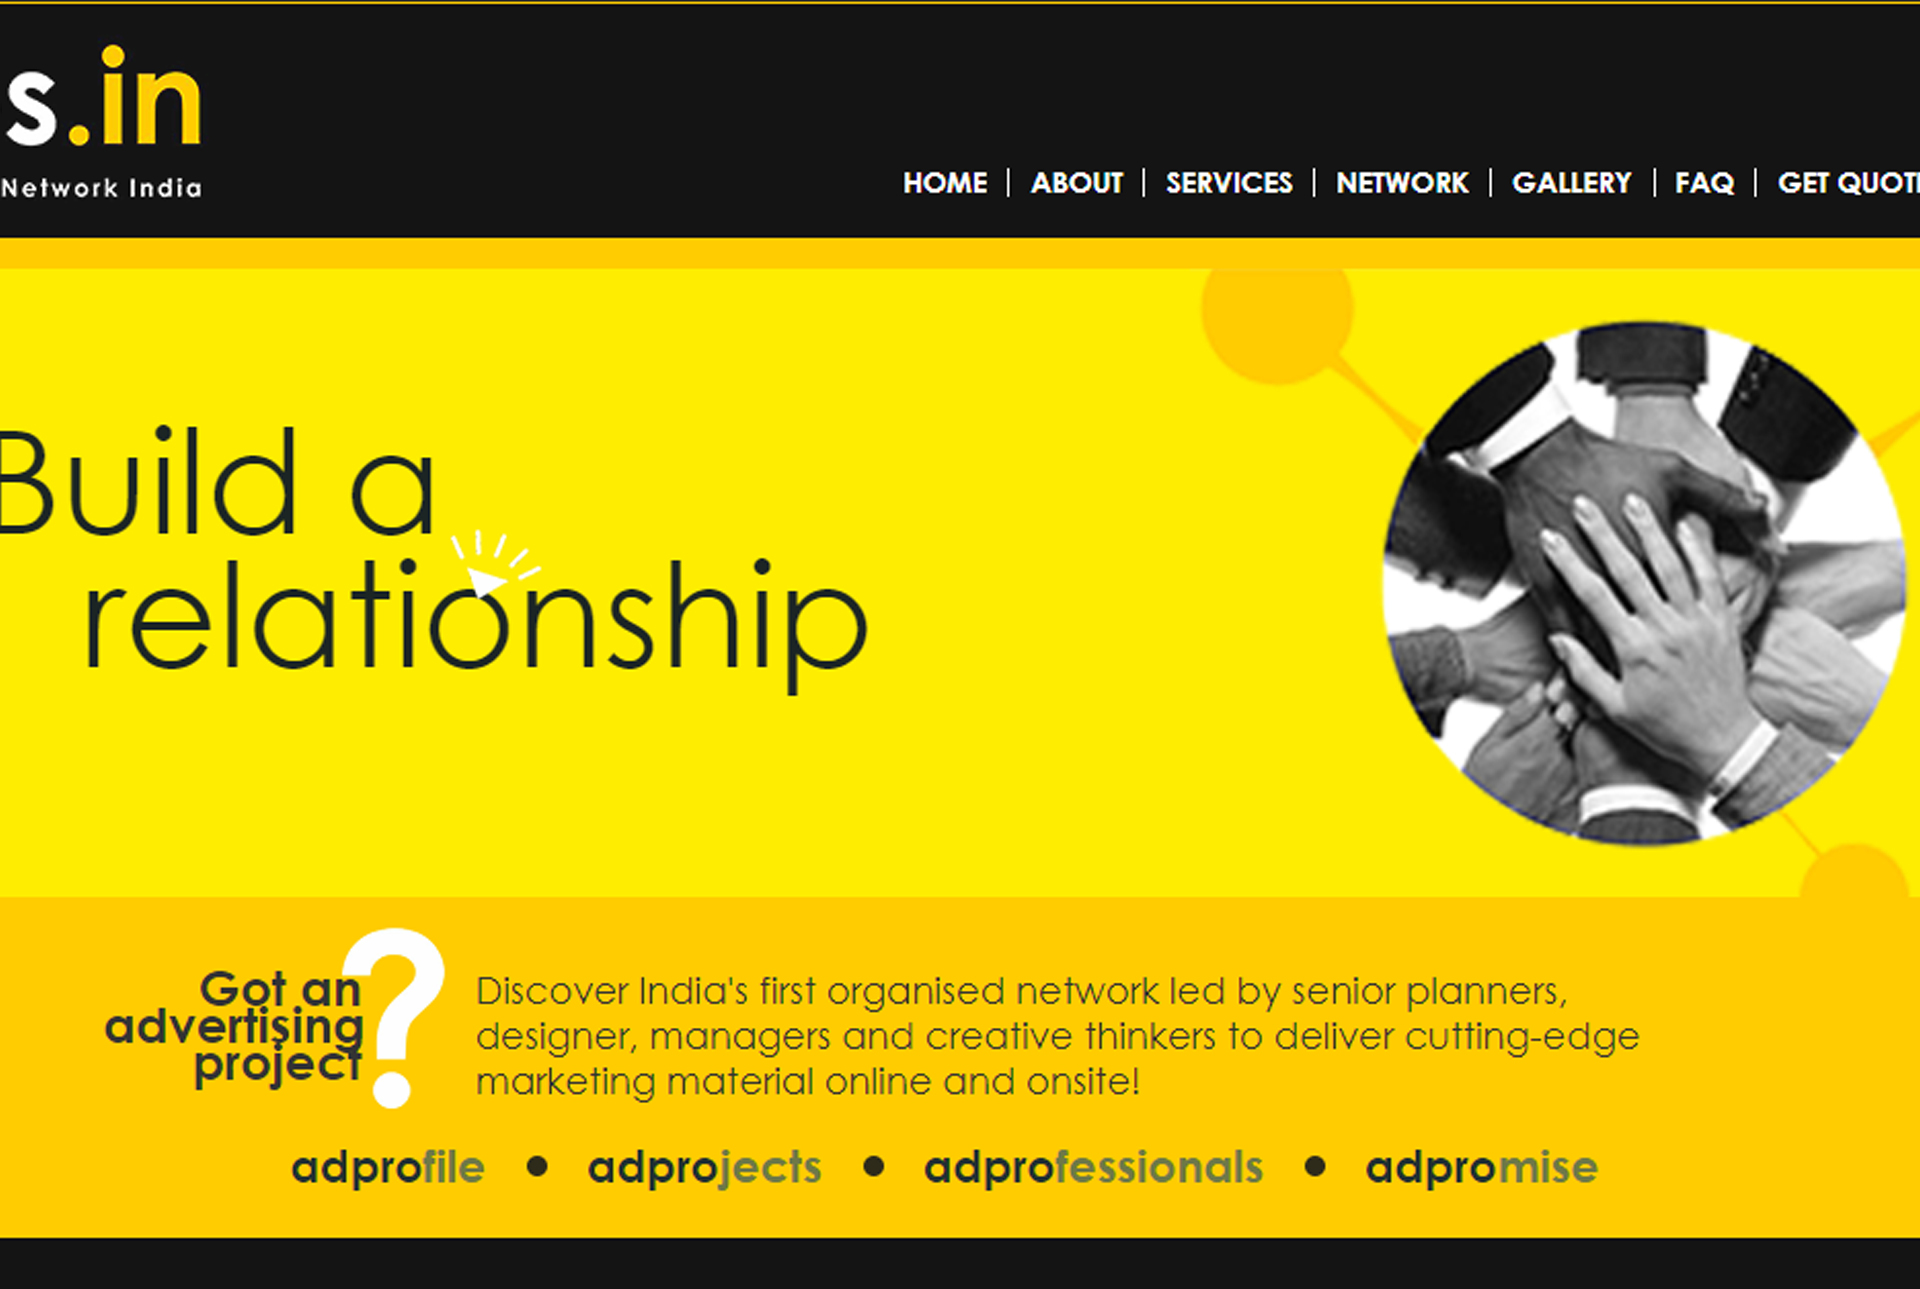 s.in
Network India
HOME | ABOUT | SERVICES | NETWORK | GALLERY | FAQ | GET QUOTE
Build a
relationship
Got an
advertising
project?
Discover India's first organised network led by senior planners,
designer, managers and creative thinkers to deliver cutting-edge
marketing material online and onsite!
adprofile • adprojects • adprofessionals • adpromise